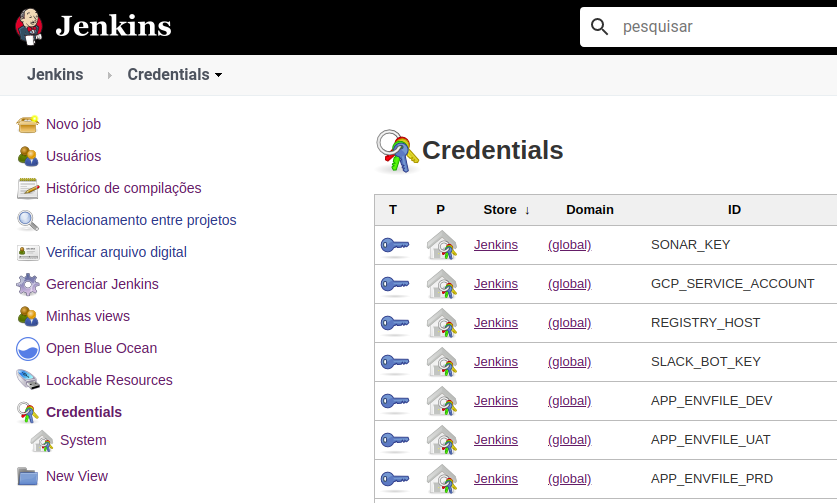 Jenkins
pesquisar
Jenkins Credentials
Novo job
Usuários
Histórico de compilações
Relacionamento entre projetos
Verificar arquivo digital
Gerenciar Jenkins
Minhas views
Open Blue Ocean
Lockable Resources
Credentials
System
New View
Credentials
T P Store ↓ Domain ID
Jenkins (global) SONAR_KEY
Jenkins (global) GCP_SERVICE_ACCOUNT
Jenkins (global) REGISTRY_HOST
Jenkins (global) SLACK_BOT_KEY
Jenkins (global) APP_ENVFILE_DEV
Jenkins (global) APP_ENVFILE_UAT
Jenkins (global) APP_ENVFILE_PRD